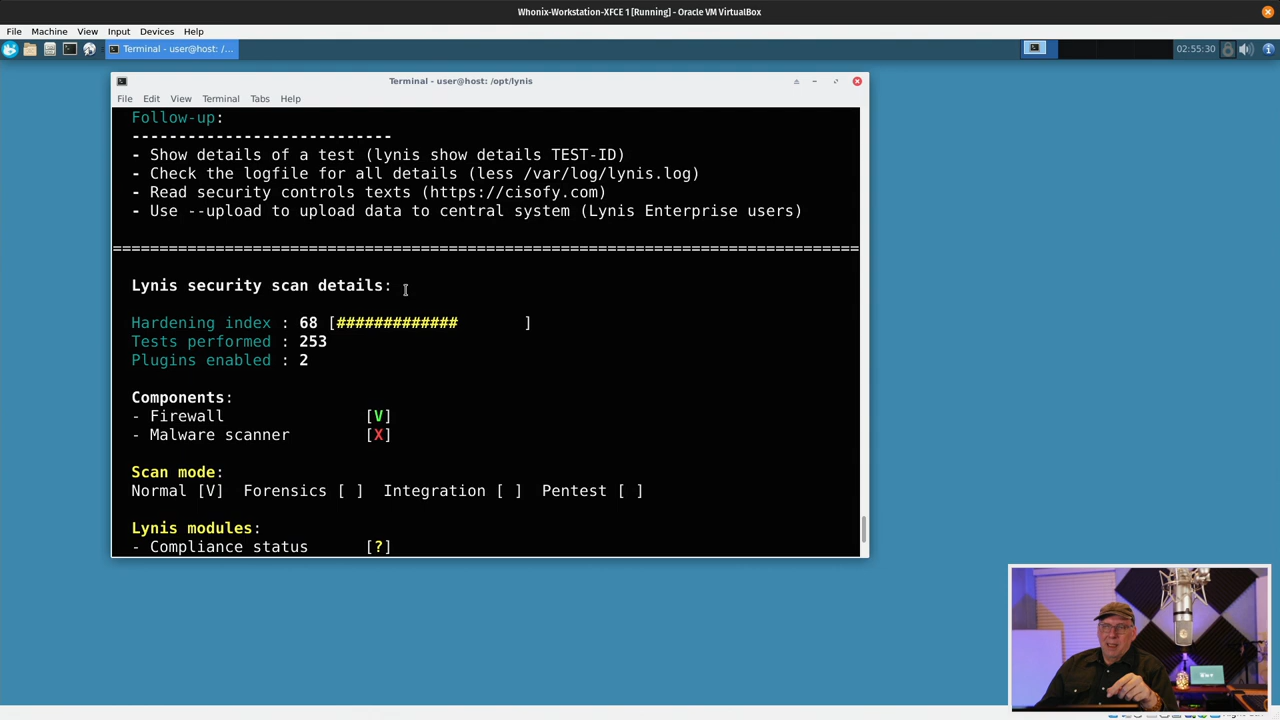 Whonix-Workstation-XFCE 1 [Running] - Oracle VM VirtualBox
File Machine View Input Devices Help
Terminal - user@host: /...
02:55:30
Terminal - user@host: /opt/lynis
File Edit View Terminal Tabs Help
Follow-up:
----------------------------
- Show details of a test (lynis show details TEST-ID)
- Check the logfile for all details (less /var/log/lynis.log)
- Read security controls texts (https://cisofy.com)
- Use --upload to upload data to central system (Lynis Enterprise users)
================================================================================
Lynis security scan details:
Hardening index : 68 [#############       ]
Tests performed : 253
Plugins enabled : 2
Components:
- Firewall               [V]
- Malware scanner        [X]
Scan mode:
Normal [V]  Forensics [ ]  Integration [ ]  Pentest [ ]
Lynis modules:
- Compliance status      [?]